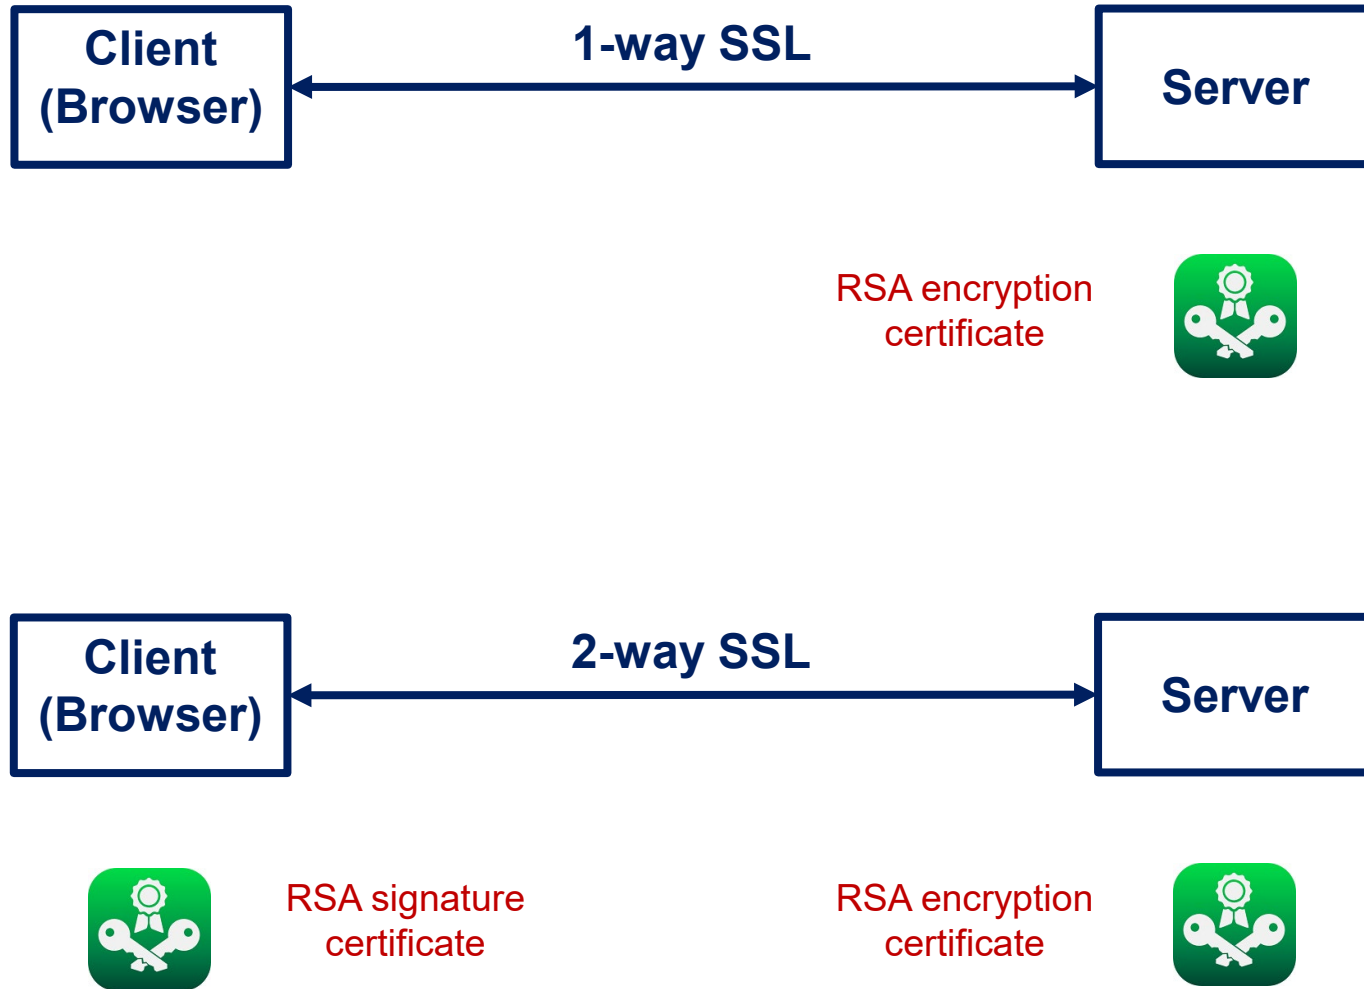 Client
(Browser)
1-way SSL
Server
RSA encryption
certificate
Client
(Browser)
2-way SSL
Server
RSA signature
certificate
RSA encryption
certificate